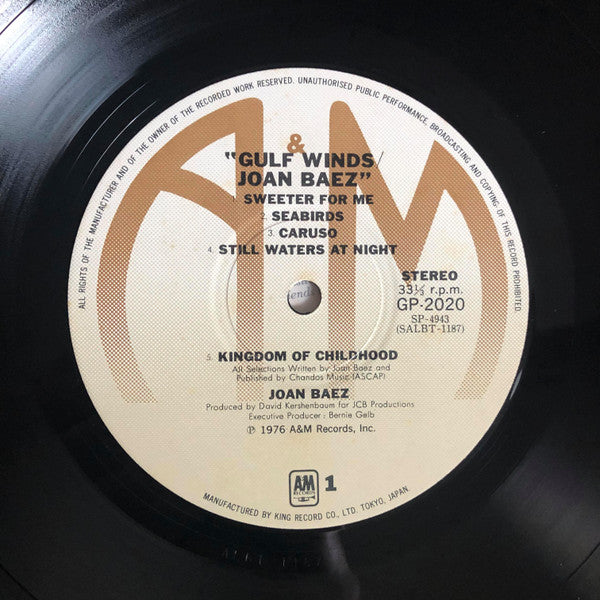 ALL RIGHTS OF THE MANUFACTURER AND OF THE OWNER OF THE RECORDED WORK RESERVED. UNAUTHORISED PUBLIC PERFORMANCE, BROADCASTING AND COPYING OF THIS RECORD PROHIBITED.
A&M
"GULF WINDS/
JOAN BAEZ"
1. SWEETER FOR ME
2. SEABIRDS
3. CARUSO
4. STILL WATERS AT NIGHT
STEREO
33⅓ r.p.m.
GP-2020
SP-4943
(SALBT-1187)
5. KINGDOM OF CHILDHOOD
All Selections Written by Joan Baez and
Published by Chandos Music (ASCAP)
JOAN BAEZ
Produced by David Kershenbaum for JCB Productions
Executive Producer : Bernie Gelb
℗ 1976 A&M Records, Inc.
A&M
RECORDS
1
MANUFACTURED BY KING RECORD CO., LTD. TOKYO, JAPAN.